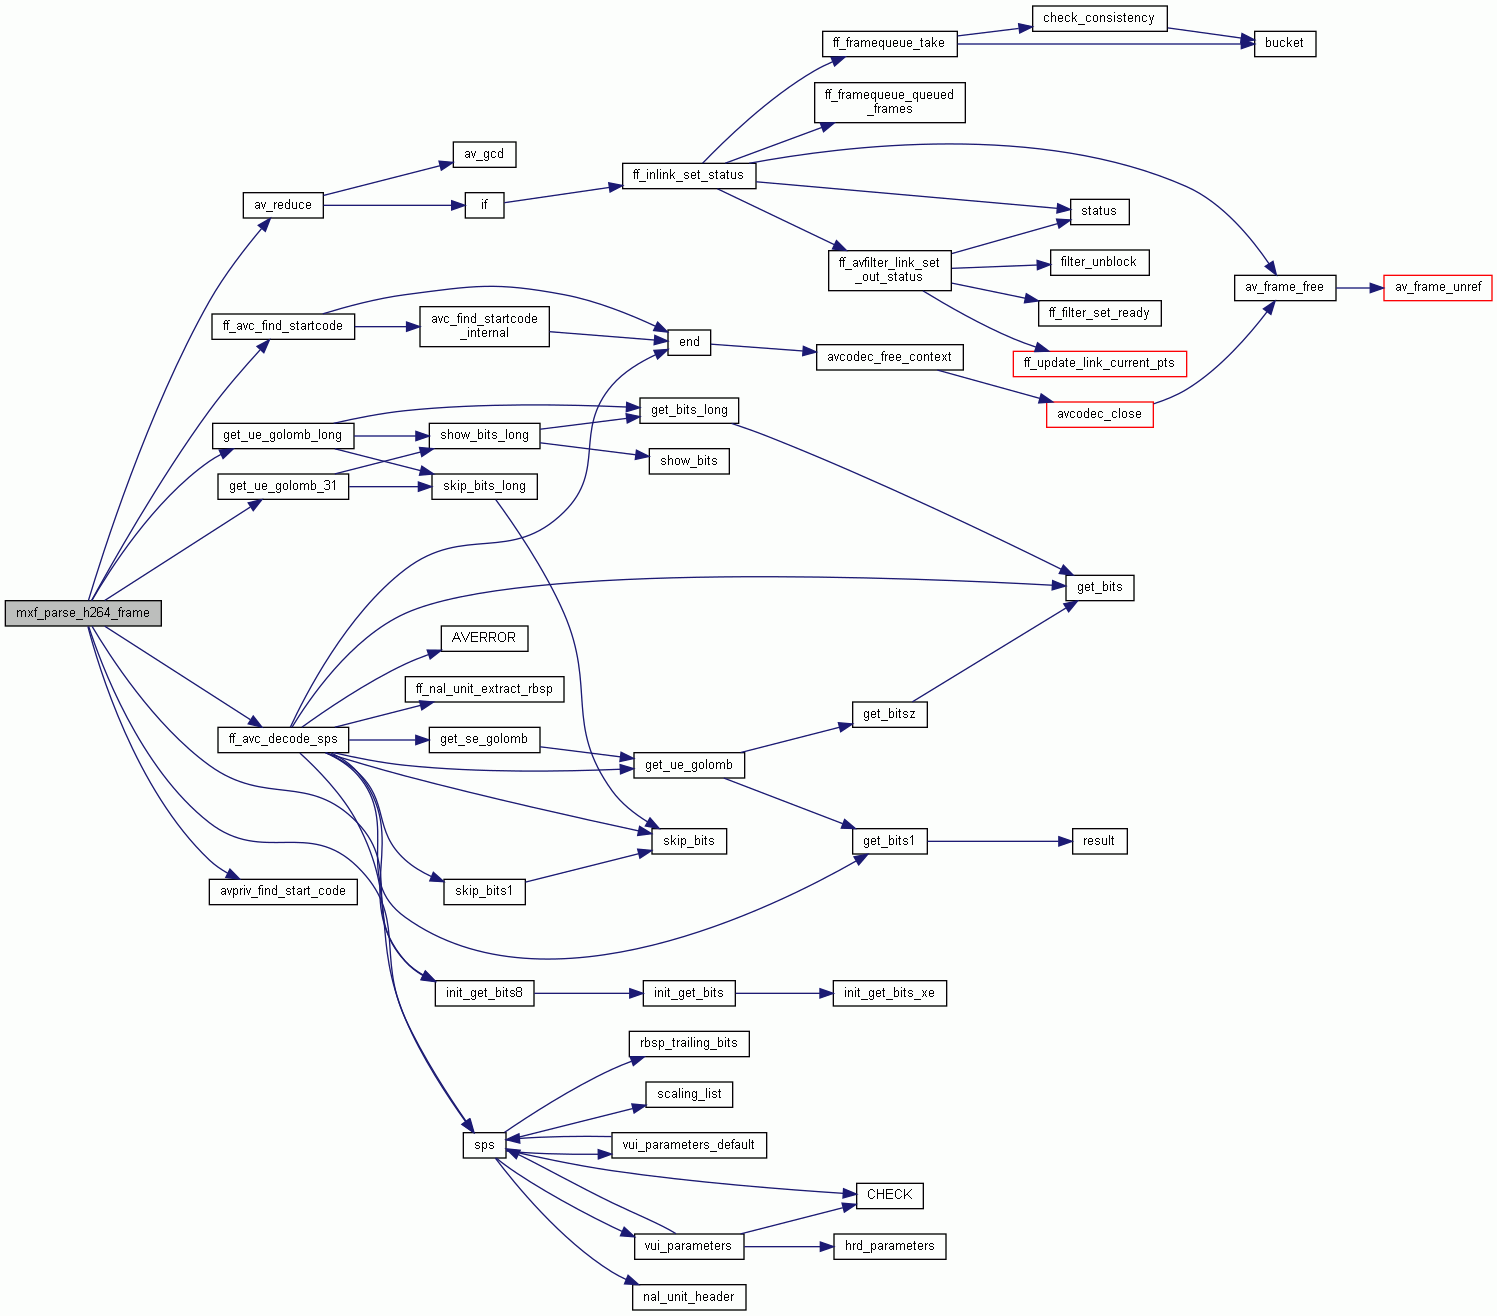 check_consistency
ff_framequeue_take
bucket
ff_framequeue_queued
_frames
av_gcd
ff_inlink_set_status
av_reduce
if
status
ff_avfilter_link_set
_out_status
filter_unblock
av_frame_free
av_frame_unref
ff_filter_set_ready
ff_avc_find_startcode
avc_find_startcode
_internal
end
avcodec_free_context
ff_update_link_current_pts
get_bits_long
avcodec_close
get_ue_golomb_long
show_bits_long
show_bits
get_ue_golomb_31
skip_bits_long
get_bits
mxf_parse_h264_frame
AVERROR
ff_nal_unit_extract_rbsp
get_bitsz
ff_avc_decode_sps
get_se_golomb
get_ue_golomb
skip_bits
get_bits1
result
avpriv_find_start_code
skip_bits1
init_get_bits8
init_get_bits
init_get_bits_xe
rbsp_trailing_bits
scaling_list
sps
vui_parameters_default
CHECK
vui_parameters
hrd_parameters
nal_unit_header